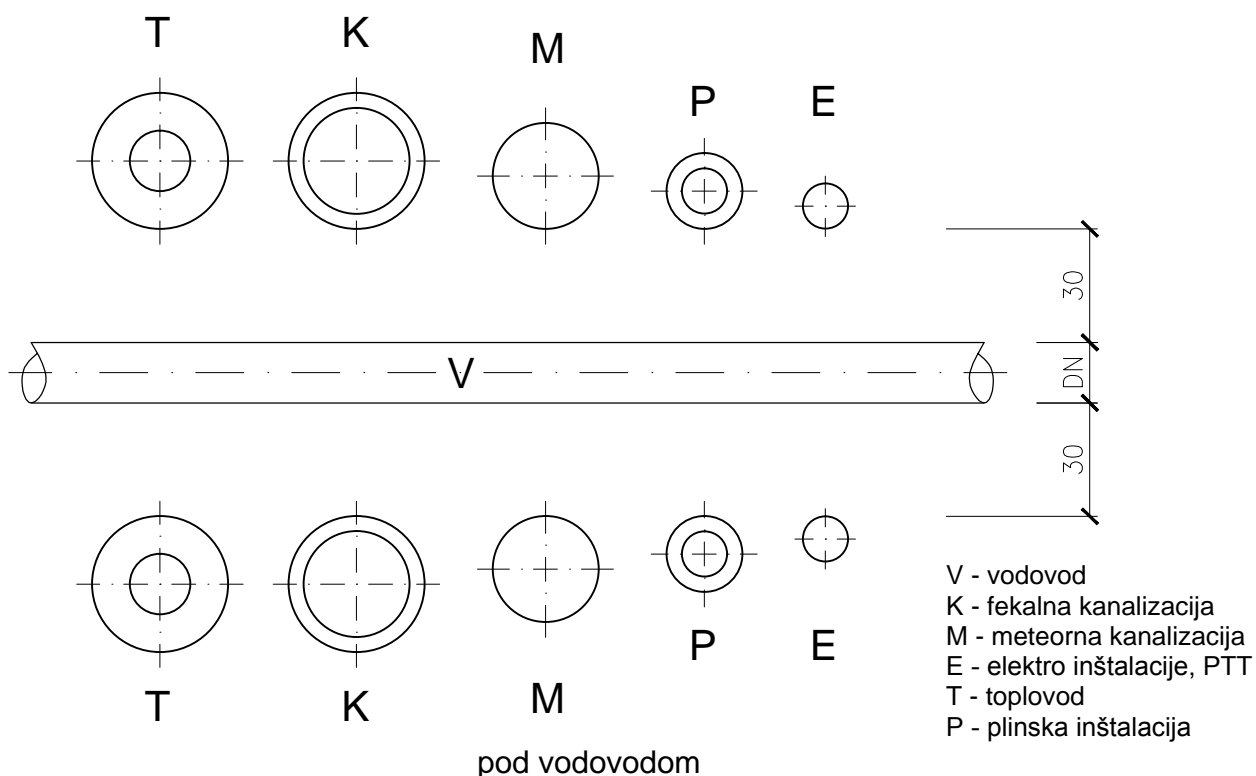 T K M P E
30
V
DN
30
T K M P E
pod vodovodom
V - vodovod
K - fekalna kanalizacija
M - meteorna kanalizacija
E - elektro inštalacije, PTT
T - toplovod
P - plinska inštalacija